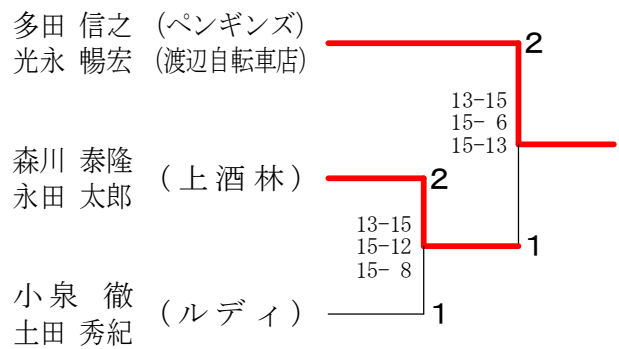 多田 信之 (ペンギンズ)
光永 暢宏 (渡辺自転車店)
2
13-15
15- 6
15-13
森川 泰隆
永田 太郎
(上酒林)
2
13-15
15-12
15- 8
1
小泉 徹
土田 秀紀
(ルディ)
1